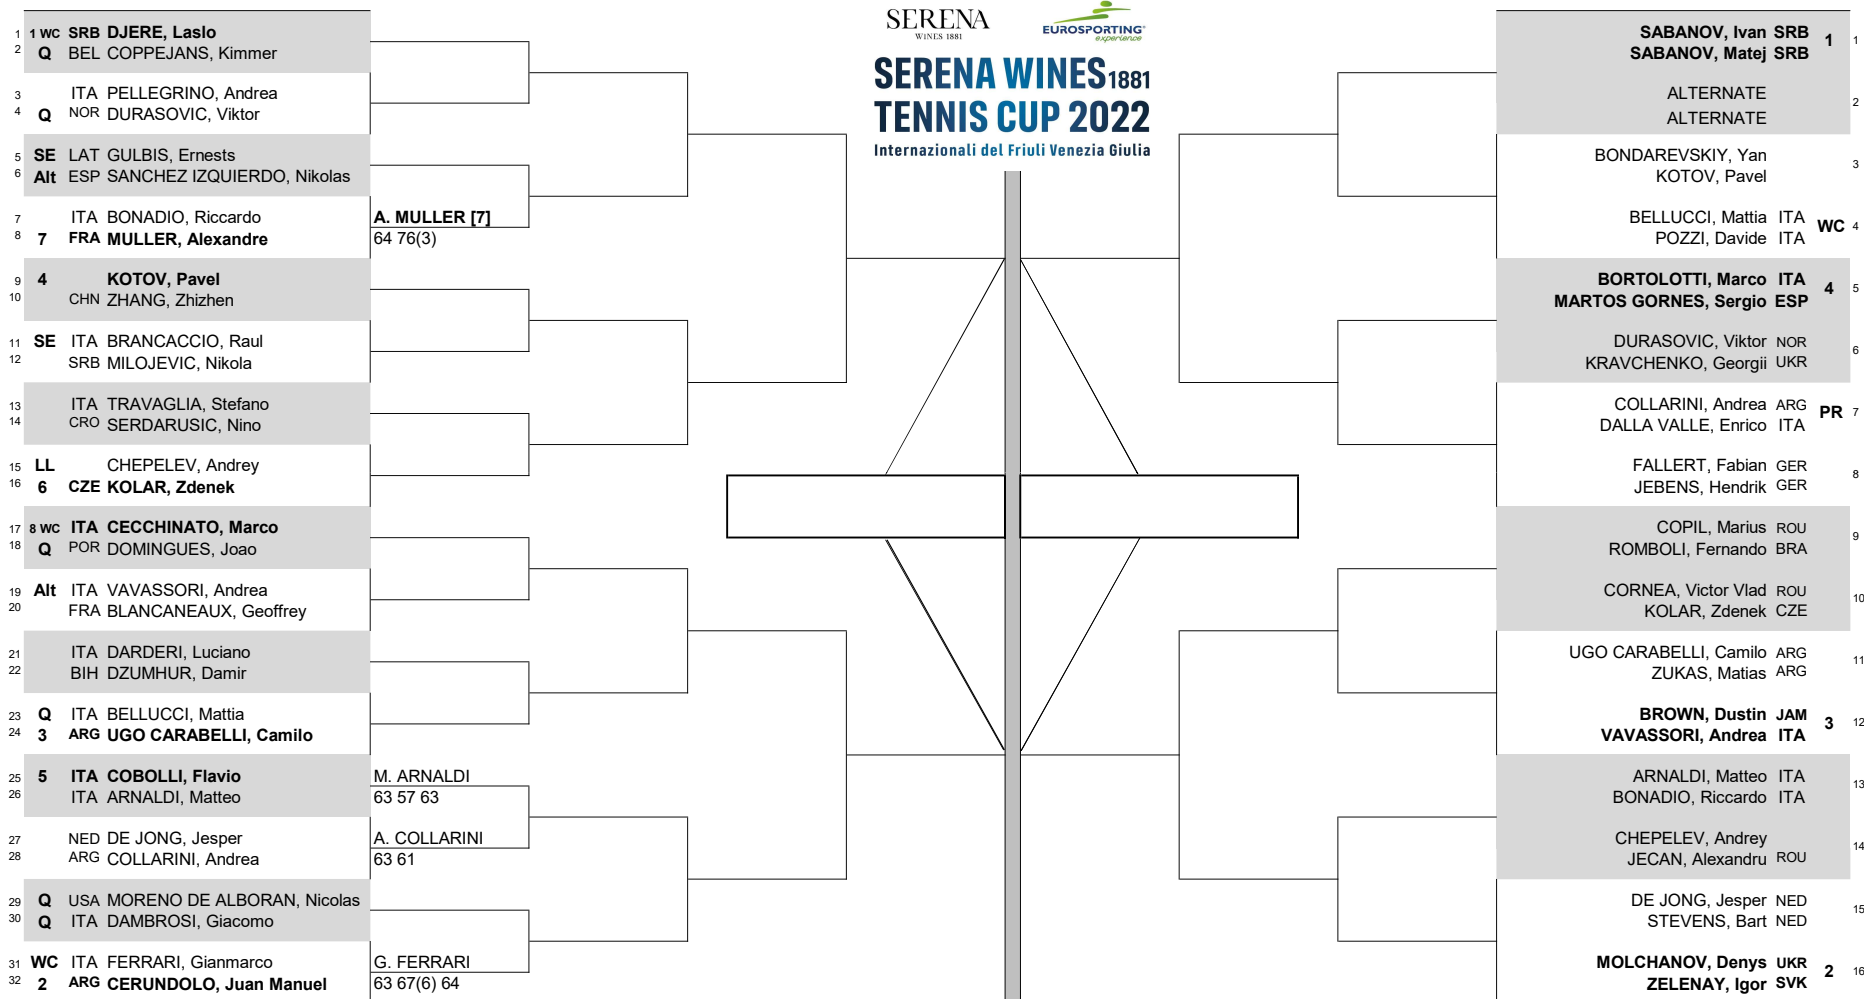 SERENA
WINES 1881
EUROSPORTING®
experience
SERENA WINES 1881
TENNIS CUP 2022
Internazionali del Friuli Venezia Giulia
1 1 WC SRB DJERE, Laslo
2 Q BEL COPPEJANS, Kimmer
3 ITA PELLEGRINO, Andrea
4 Q NOR DURASOVIC, Viktor
5 SE LAT GULBIS, Ernests
6 Alt ESP SANCHEZ IZQUIERDO, Nikolas
7 ITA BONADIO, Riccardo
8 7 FRA MULLER, Alexandre
A. MULLER [7]
64 76(3)
9 4 KOTOV, Pavel
10 CHN ZHANG, Zhizhen
11 SE ITA BRANCACCIO, Raul
12 SRB MILOJEVIC, Nikola
13 ITA TRAVAGLIA, Stefano
14 CRO SERDARUSIC, Nino
15 LL CHEPELEV, Andrey
16 6 CZE KOLAR, Zdenek
17 8 WC ITA CECCHINATO, Marco
18 Q POR DOMINGUES, Joao
19 Alt ITA VAVASSORI, Andrea
20 FRA BLANCANEAUX, Geoffrey
21 ITA DARDERI, Luciano
22 BIH DZUMHUR, Damir
23 Q ITA BELLUCCI, Mattia
24 3 ARG UGO CARABELLI, Camilo
25 5 ITA COBOLLI, Flavio
26 ITA ARNALDI, Matteo
M. ARNALDI
63 57 63
27 NED DE JONG, Jesper
28 ARG COLLARINI, Andrea
A. COLLARINI
63 61
29 Q USA MORENO DE ALBORAN, Nicolas
30 Q ITA DAMBROSI, Giacomo
31 WC ITA FERRARI, Gianmarco
32 2 ARG CERUNDOLO, Juan Manuel
G. FERRARI
63 67(6) 64
SABANOV, Ivan SRB
SABANOV, Matej SRB
1 1
ALTERNATE
ALTERNATE
2
BONDAREVSKIY, Yan
KOTOV, Pavel
3
BELLUCCI, Mattia ITA
POZZI, Davide ITA
WC 4
BORTOLOTTI, Marco ITA
MARTOS GORNES, Sergio ESP
4 5
DURASOVIC, Viktor NOR
KRAVCHENKO, Georgii UKR
6
COLLARINI, Andrea ARG
DALLA VALLE, Enrico ITA
PR 7
FALLERT, Fabian GER
JEBENS, Hendrik GER
8
COPIL, Marius ROU
ROMBOLI, Fernando BRA
9
CORNEA, Victor Vlad ROU
KOLAR, Zdenek CZE
10
UGO CARABELLI, Camilo ARG
ZUKAS, Matias ARG
11
BROWN, Dustin JAM
VAVASSORI, Andrea ITA
3 12
ARNALDI, Matteo ITA
BONADIO, Riccardo ITA
13
CHEPELEV, Andrey
JECAN, Alexandru ROU
14
DE JONG, Jesper NED
STEVENS, Bart NED
15
MOLCHANOV, Denys UKR
ZELENAY, Igor SVK
2 16